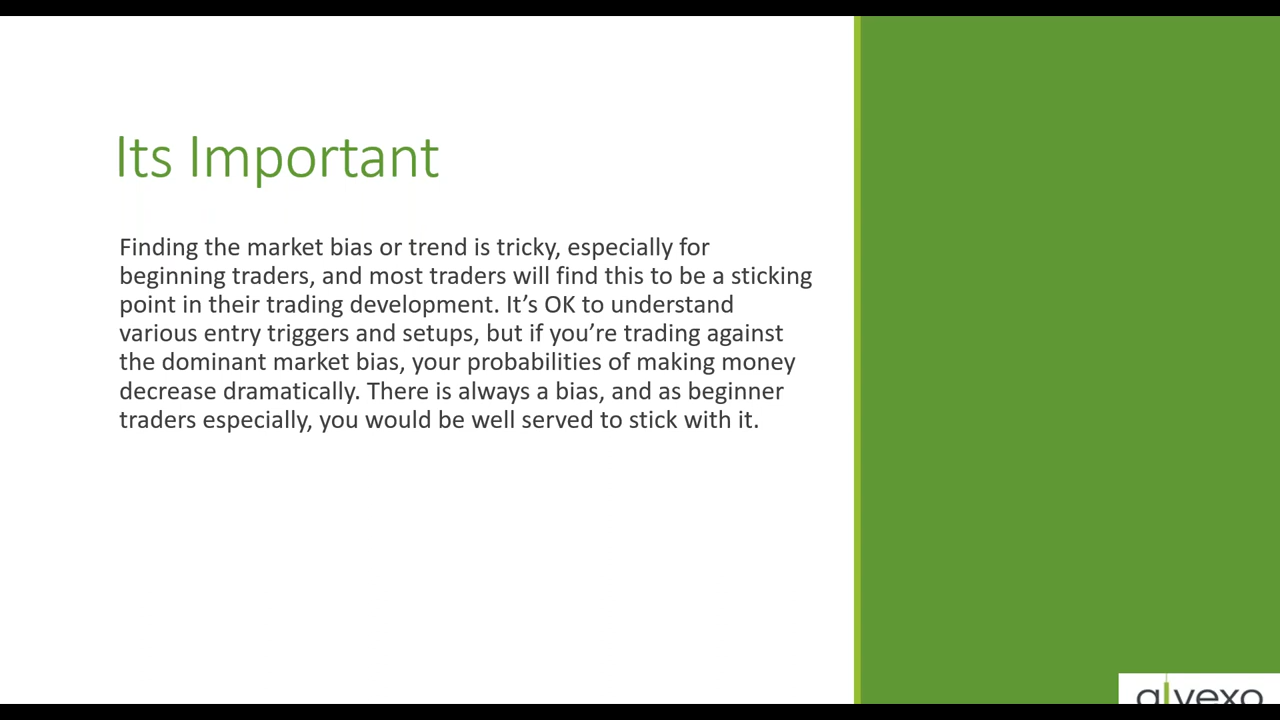 Its Important
Finding the market bias or trend is tricky, especially for
beginning traders, and most traders will find this to be a sticking
point in their trading development. It’s OK to understand
various entry triggers and setups, but if you’re trading against
the dominant market bias, your probabilities of making money
decrease dramatically. There is always a bias, and as beginner
traders especially, you would be well served to stick with it.
alvexo